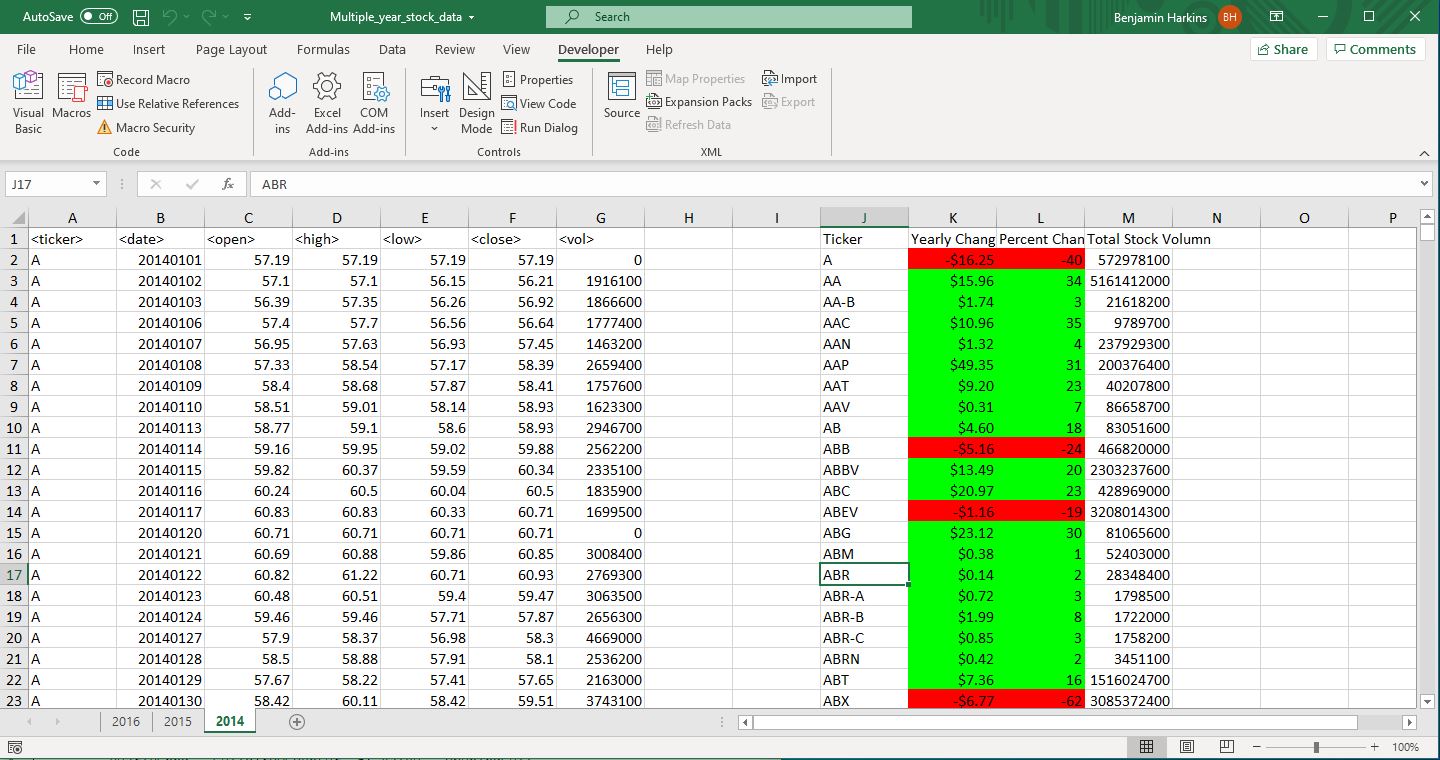 AutoSave Off Multiple_year_stock_data Search Benjamin Harkins BH
File Home Insert Page Layout Formulas Data Review View Developer Help Share Comments
Visual Basic Macros Record Macro Use Relative References Macro Security
Add-ins Excel Add-ins COM Add-ins
Insert Design Mode Properties View Code Run Dialog
Source Map Properties Expansion Packs Refresh Data Import Export
Code Add-ins Controls XML
J17 fx ABR
A B C D E F G H I J K L M N O P
1 <ticker> <date> <open> <high> <low> <close> <vol> Ticker Yearly Chang Percent Chan Total Stock Volumn
2 A 20140101 57.19 57.19 57.19 57.19 0 A -$16.25 -40 572978100
3 A 20140102 57.1 57.1 56.15 56.21 1916100 AA $15.96 34 5161412000
4 A 20140103 56.39 57.35 56.26 56.92 1866600 AA-B $1.74 3 21618200
5 A 20140106 57.4 57.7 56.56 56.64 1777400 AAC $10.96 35 9789700
6 A 20140107 56.95 57.63 56.93 57.45 1463200 AAN $1.32 4 237929300
7 A 20140108 57.33 58.54 57.17 58.39 2659400 AAP $49.35 31 200376400
8 A 20140109 58.4 58.68 57.87 58.41 1757600 AAT $9.20 23 40207800
9 A 20140110 58.51 59.01 58.14 58.93 1623300 AAV $0.31 7 86658700
10 A 20140113 58.77 59.1 58.6 58.93 2946700 AB $4.60 18 83051600
11 A 20140114 59.16 59.95 59.02 59.88 2562200 ABB -$5.16 -24 466820000
12 A 20140115 59.82 60.37 59.59 60.34 2335100 ABBV $13.49 20 2303237600
13 A 20140116 60.24 60.5 60.04 60.5 1835900 ABC $20.97 23 428969000
14 A 20140117 60.83 60.83 60.33 60.71 1699500 ABEV -$1.16 -19 3208014300
15 A 20140120 60.71 60.71 60.71 60.71 0 ABG $23.12 30 81065600
16 A 20140121 60.69 60.88 59.86 60.85 3008400 ABM $0.38 1 52403000
17 A 20140122 60.82 61.22 60.71 60.93 2769300 ABR $0.14 2 28348400
18 A 20140123 60.48 60.51 59.4 59.47 3063500 ABR-A $0.72 3 1798500
19 A 20140124 59.46 59.46 57.71 57.87 2656300 ABR-B $1.99 8 1722000
20 A 20140127 57.9 58.37 56.98 58.3 4669000 ABR-C $0.85 3 1758200
21 A 20140128 58.5 58.88 57.91 58.1 2536200 ABRN $0.42 2 3451100
22 A 20140129 57.67 58.22 57.41 57.65 2163000 ABT $7.36 16 1516024700
23 A 20140130 58.42 60.11 58.42 59.51 3743100 ABX -$6.77 -62 3085372400
2016 2015 2014
100%